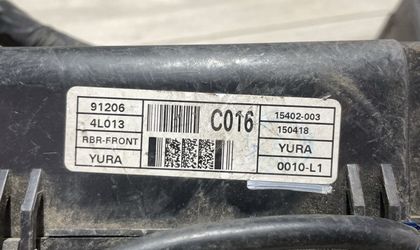 91206
4L013
RBR-FRONT
YURA
C016
15402-003
150418
YURA
0010-L1